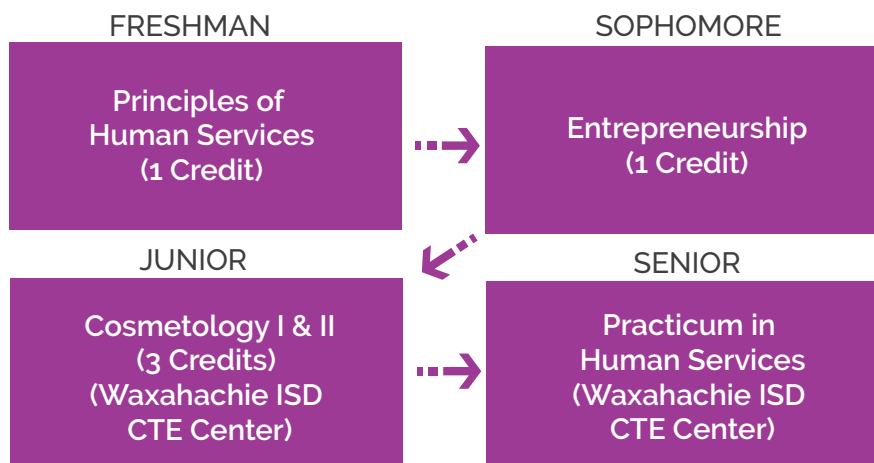 FRESHMAN
Principles of
Human Services
(1 Credit)
SOPHOMORE
Entrepreneurship
(1 Credit)
JUNIOR
Cosmetology I & II
(3 Credits)
(Waxahachie ISD
CTE Center)
SENIOR
Practicum in
Human Services
(Waxahachie ISD
CTE Center)